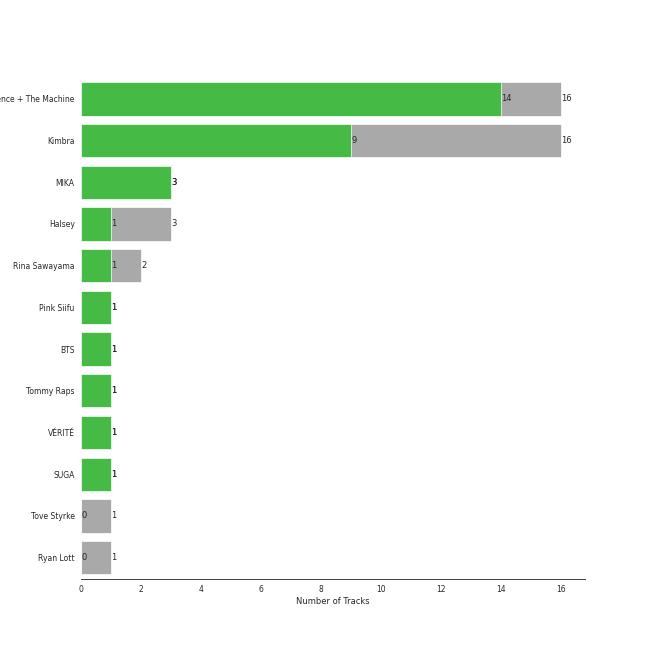 ence + The Machine 14 16
Kimbra 9 16
MIKA 3
Halsey 1 3
Rina Sawayama 1 2
Pink Siifu 1
BTS 1
Tommy Raps 1
VÉRITÉ 1
SUGA 1
Tove Styrke 0 1
Ryan Lott 0 1
0 2 4 6 8 10 12 14 16
Number of Tracks